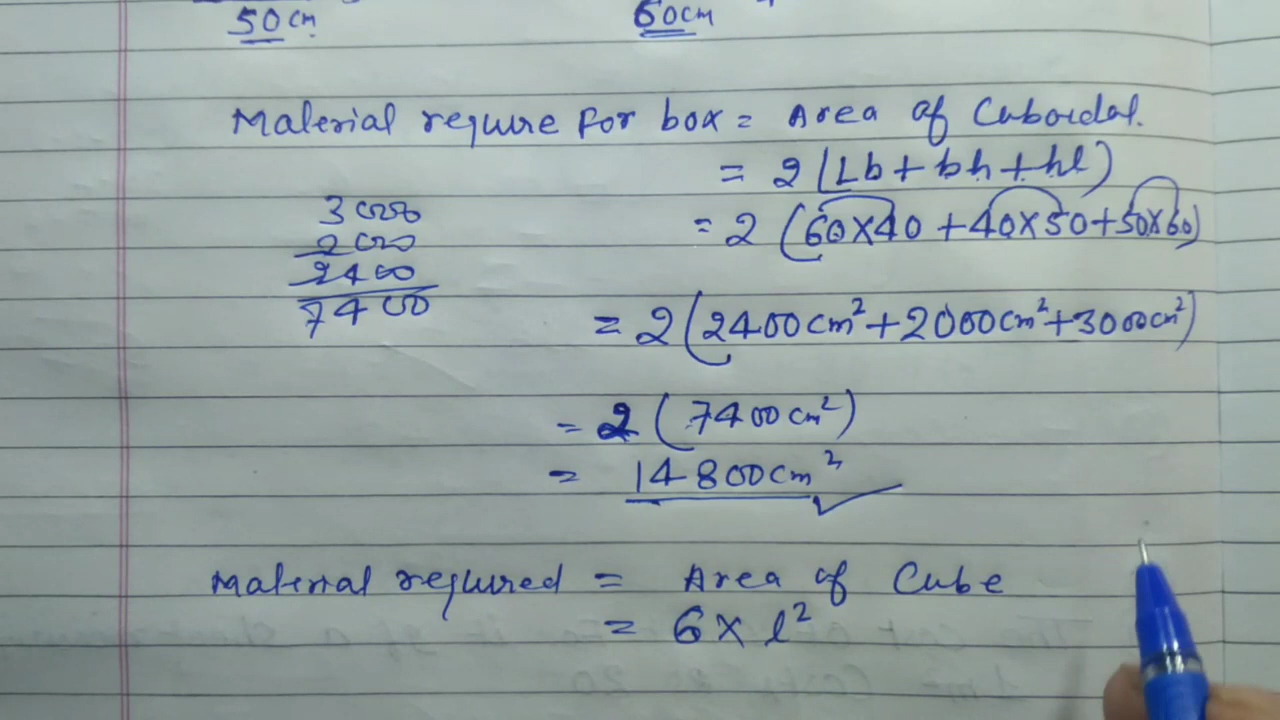 50cm 60cm
Material require for box = Area of Cuboidal.
= 2 (Lb + bh + hl)
= 2 (60×40 + 40×50 + 50×60)
3000
2000
2400
7400
= 2 (2400cm² + 2000cm² + 3000cm²)
= 2 (7400cm²)
= 14800cm²
Material required = Area of Cube
= 6 × l²